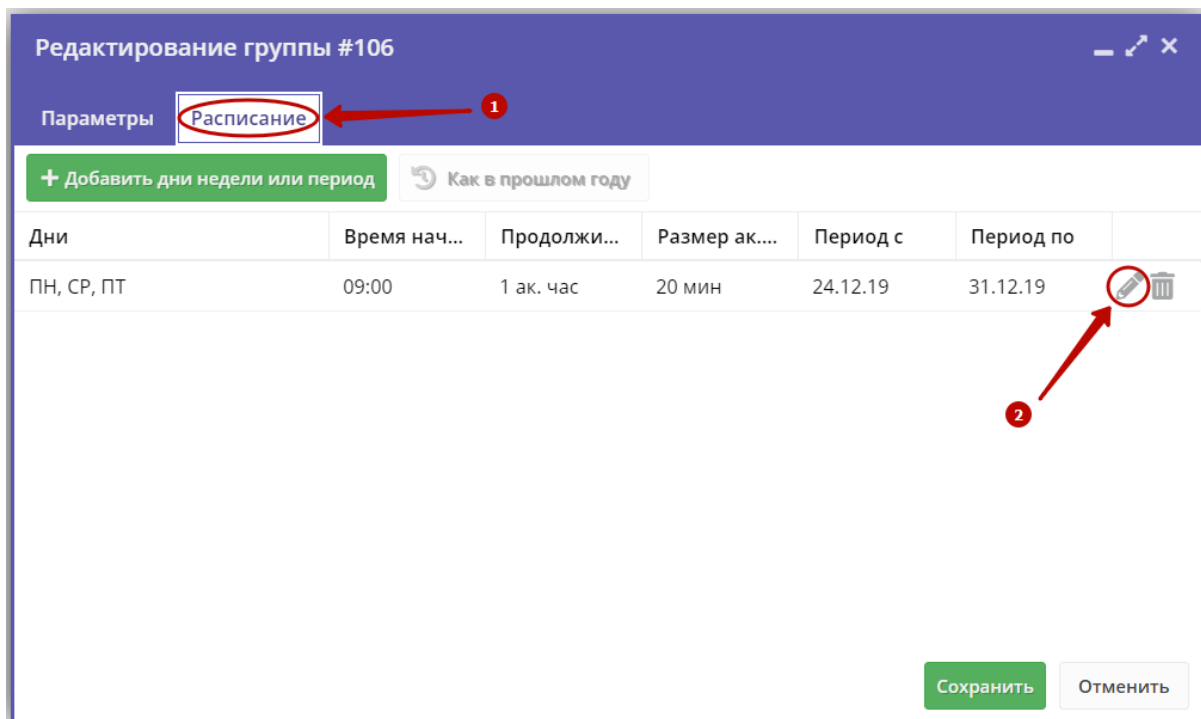 Редактирование группы #106
Параметры Расписание 1
Добавить дни недели или период Как в прошлом году
Дни Время нач... Продолжи... Размер ак.... Период с Период по
ПН, СР, ПТ 09:00 1 ак. час 20 мин 24.12.19 31.12.19
2
Сохранить Отменить